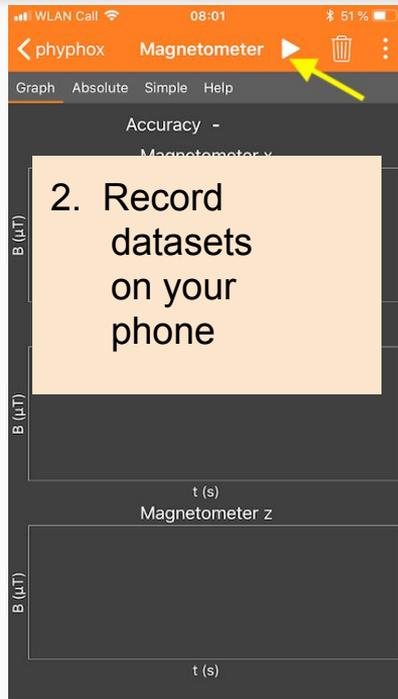 WLAN Call 08:01 51 %
phyphox Magnetometer
Graph Absolute Simple Help
Accuracy -
Magnetometer x
2. Record
datasets
on your
phone
B (µT)
B (µT)
t (s)
Magnetometer z
B (µT)
t (s)